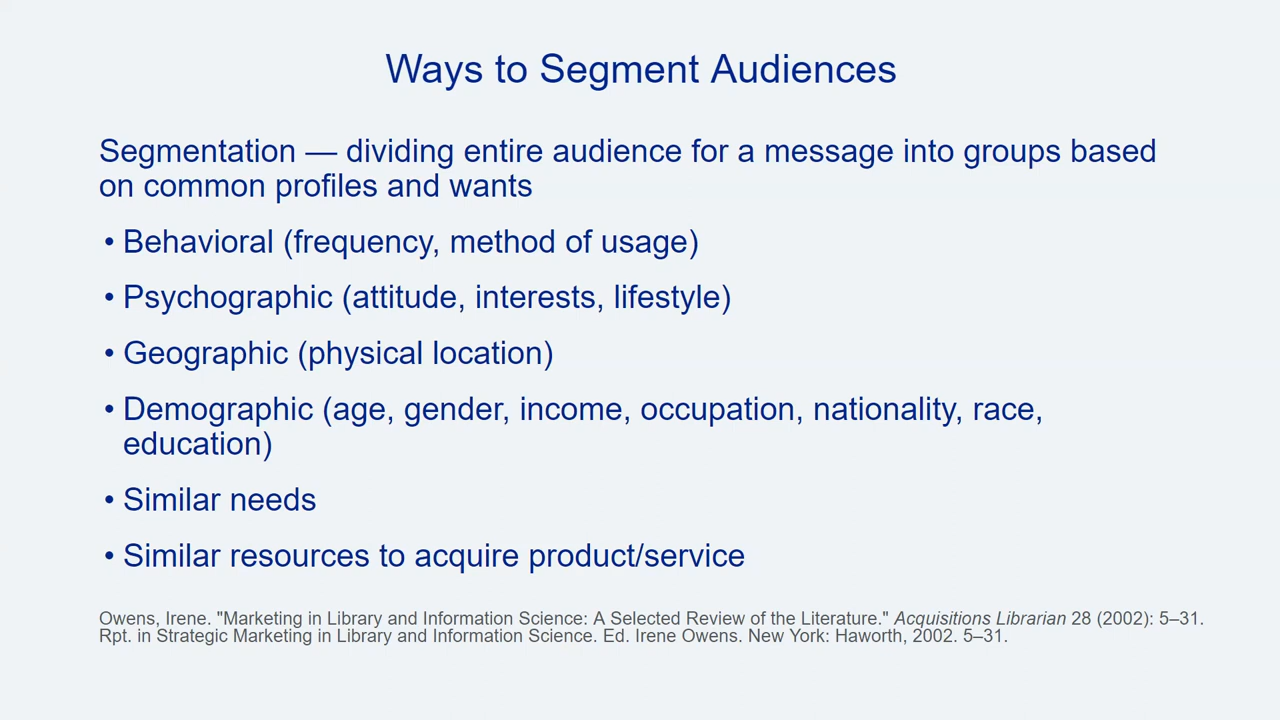 Ways to Segment Audiences
Segmentation — dividing entire audience for a message into groups based
on common profiles and wants
• Behavioral (frequency, method of usage)
• Psychographic (attitude, interests, lifestyle)
• Geographic (physical location)
• Demographic (age, gender, income, occupation, nationality, race,
education)
• Similar needs
• Similar resources to acquire product/service
Owens, Irene. "Marketing in Library and Information Science: A Selected Review of the Literature." Acquisitions Librarian 28 (2002): 5–31.
Rpt. in Strategic Marketing in Library and Information Science. Ed. Irene Owens. New York: Haworth, 2002. 5–31.